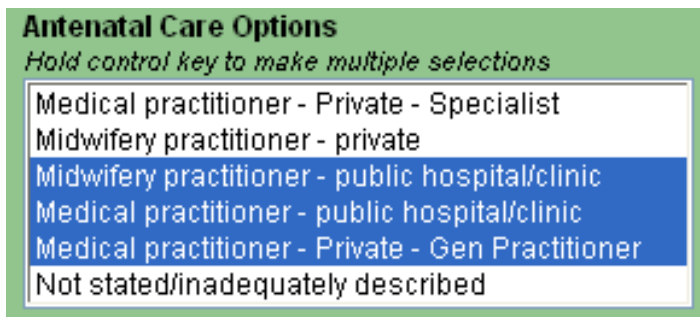 Antenatal Care Options
Hold control key to make multiple selections
Medical practitioner - Private - Specialist
Midwifery practitioner - private
Midwifery practitioner - public hospital/clinic
Medical practitioner - public hospital/clinic
Medical practitioner - Private - Gen Practitioner
Not stated/inadequately described